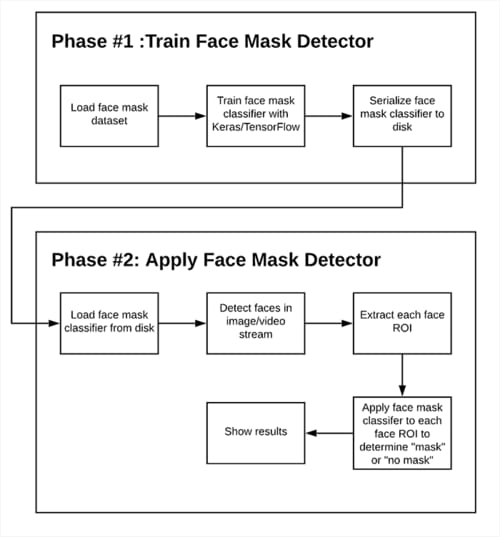 Phase #1 :Train Face Mask Detector
Load face mask
dataset
Train face mask
classifier with
Keras/TensorFlow
Serialize face
mask classifier to
disk
Phase #2: Apply Face Mask Detector
Load face mask
classifier from disk
Detect faces in
image/video
stream
Extract each face
ROI
Apply face mask
classifer to each
face ROI to
determine "mask"
or "no mask"
Show results